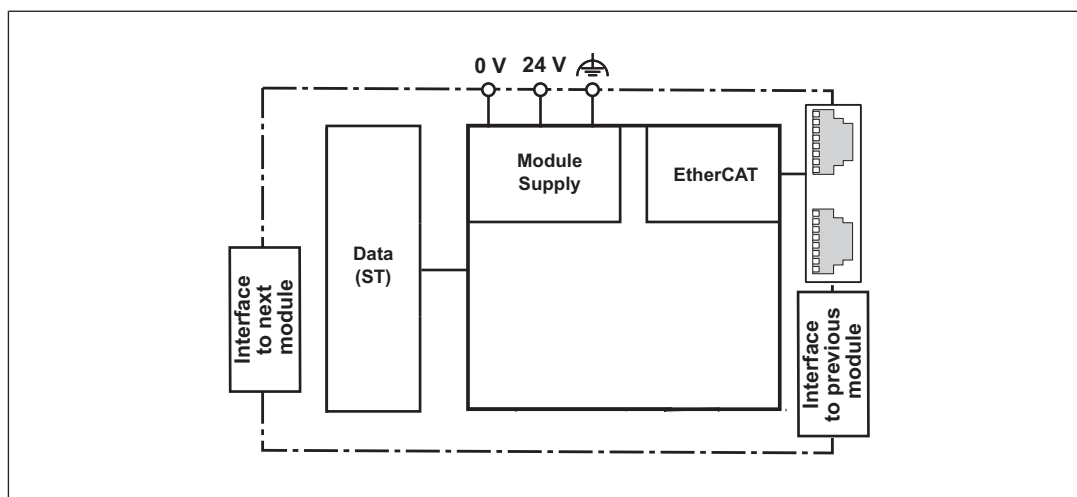 0 V 24 V
Module
Supply
EtherCAT
Data
(ST)
Interface
to next
module
Interface
to previous
module